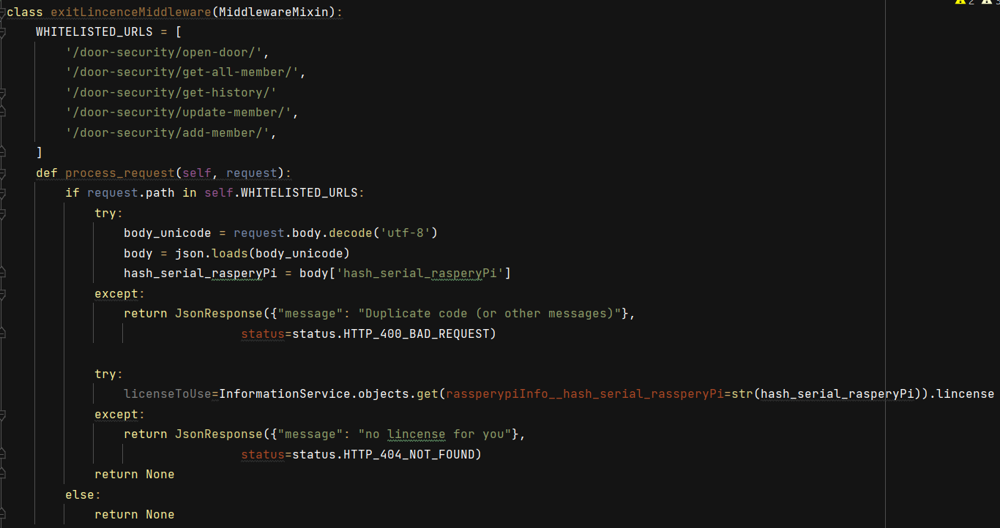 2
class exitLincenceMiddleware(MiddlewareMixin):
    WHITELISTED_URLS = [
        '/door-security/open-door/',
        '/door-security/get-all-member/',
        '/door-security/get-history/'
        '/door-security/update-member/',
        '/door-security/add-member/',
    ]
    def process_request(self, request):
        if request.path in self.WHITELISTED_URLS:
            try:
                body_unicode = request.body.decode('utf-8')
                body = json.loads(body_unicode)
                hash_serial_rasperyPi = body['hash_serial_rasperyPi']
            except:
                return JsonResponse({"message": "Duplicate code (or other messages)"},
                                status=status.HTTP_400_BAD_REQUEST)
            try:
                licenseToUse=InformationService.objects.get(rassperypiInfo__hash_serial_rassperyPi=str(hash_serial_rasperyPi)).lincense
            except:
                return JsonResponse({"message": "no lincense for you"},
                                status=status.HTTP_404_NOT_FOUND)
            return None
        else:
            return None